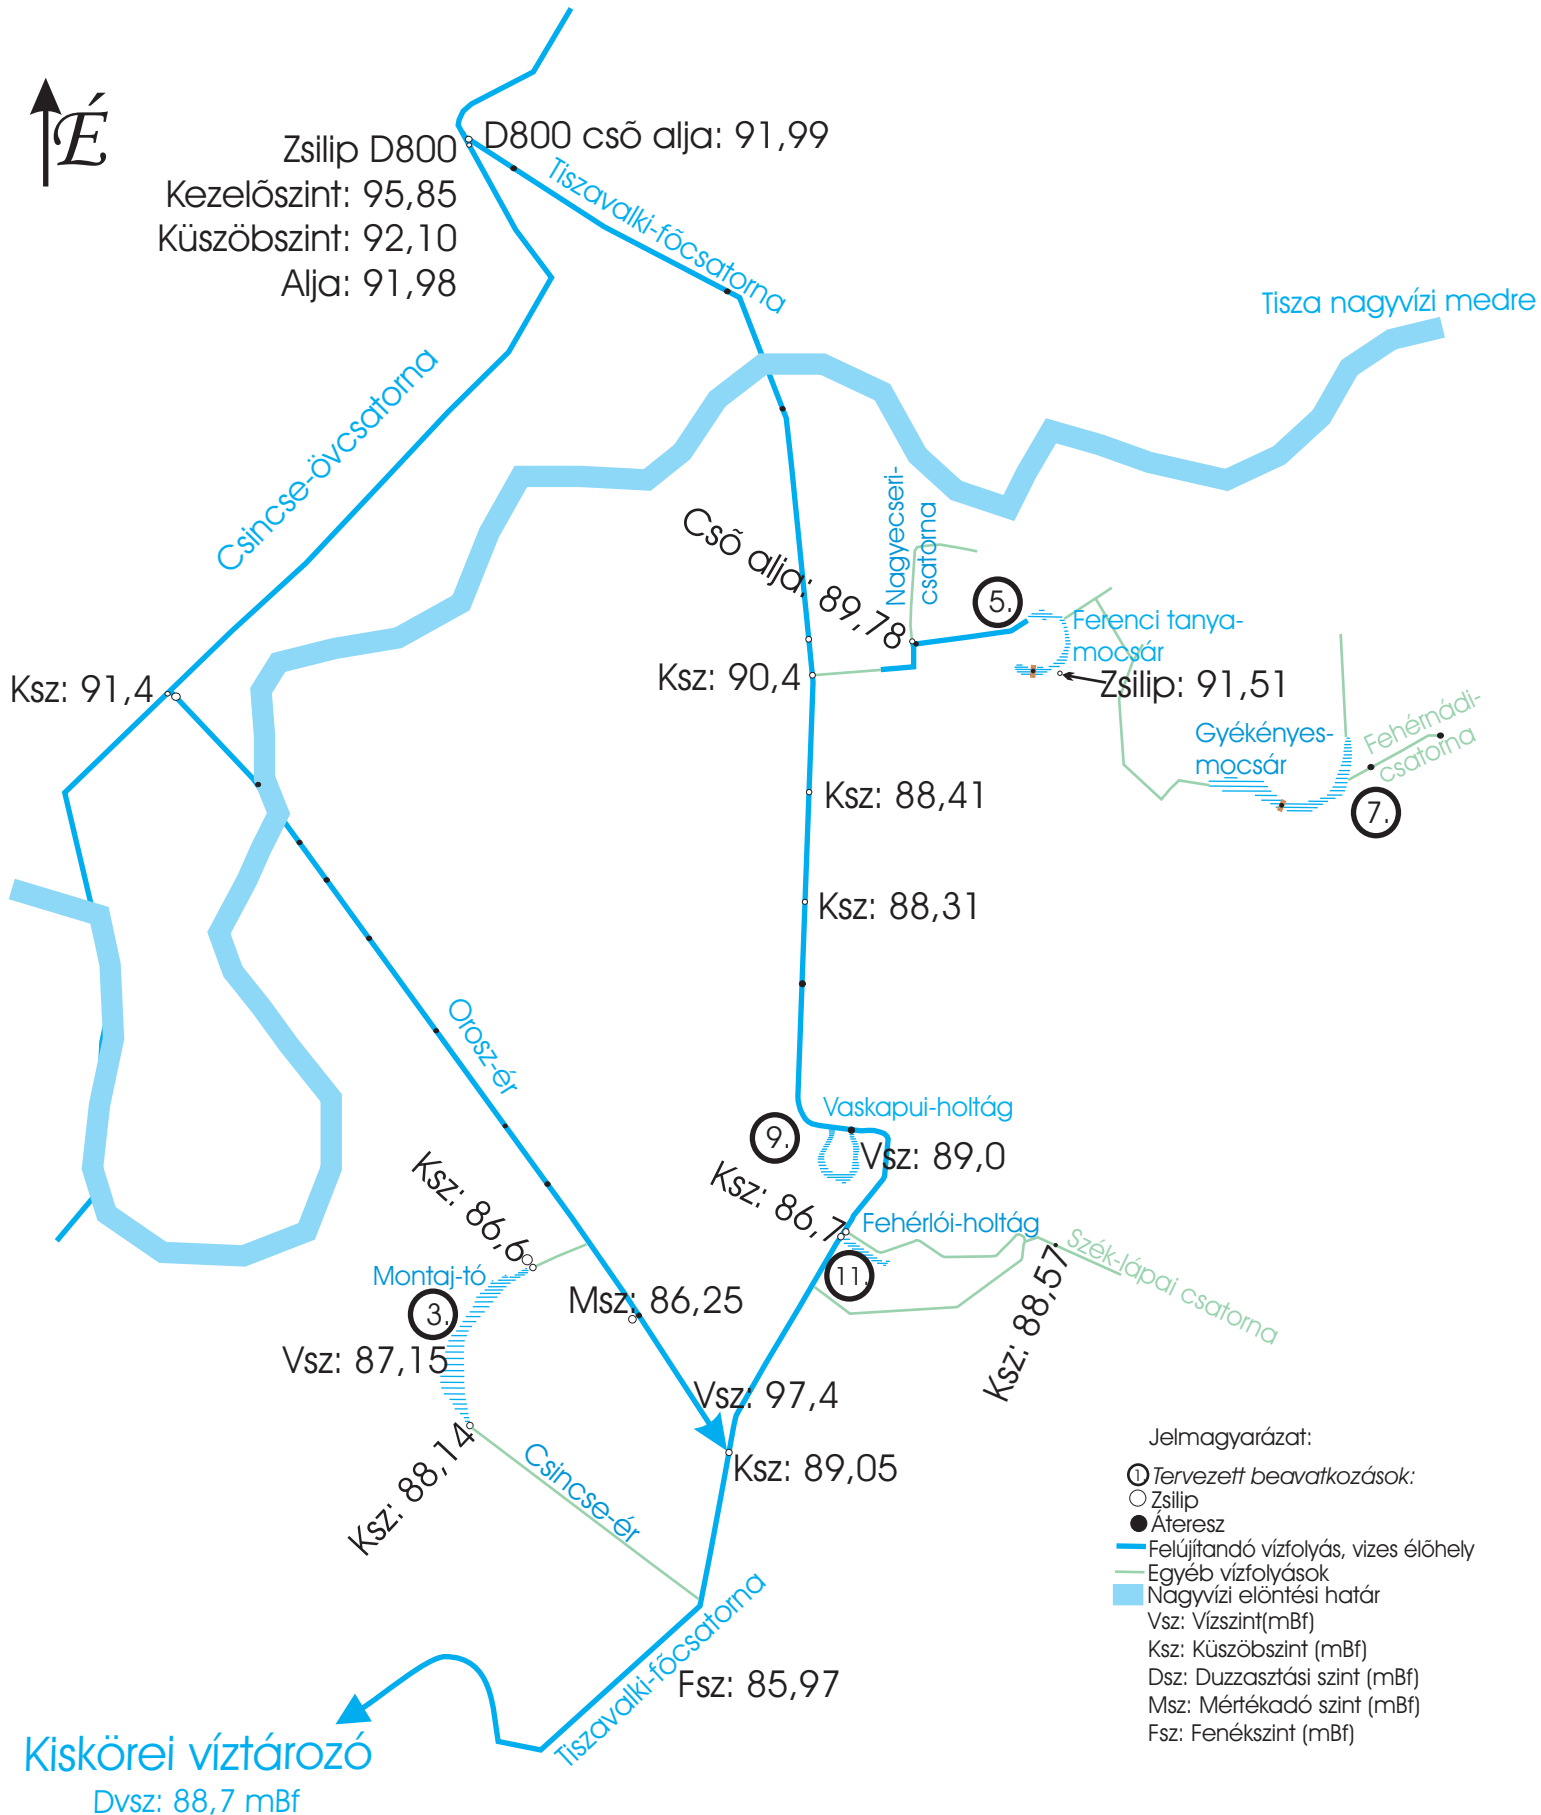 É
Zsilip D800
Kezelõszint: 95,85
Küszöbszint: 92,10
Alja: 91,98
D800 csõ alja: 91,99
Tiszavalki-fõcsatorna
Tisza nagyvízi medre
Csincse-övcsatorna
Csõ alja: 89,78
Nagyecseri-
csatorna
5.
Ferenci tanya-
mocsár
Zsilip: 91,51
Ksz: 91,4
Ksz: 90,4
Gyékényes-
mocsár
Fehérnádi-
csatorna
7.
Ksz: 88,41
Ksz: 88,31
Orosz-ér
Vaskapui-holtág
9.
Vsz: 89,0
Ksz: 86,7
Fehérlói-holtág
11.
Szék-lápai csatorna
Ksz: 88,57
Ksz: 86,6
Montaj-tó
3.
Msz: 86,25
Vsz: 87,15
Vsz: 97,4
Ksz: 89,05
Ksz: 88,14
Csincse-ér
Tiszavalki-fõcsatorna
Fsz: 85,97
Kiskörei víztározó
Dvsz: 88,7 mBf
Jelmagyarázat:
1 Tervezett beavatkozások:
Zsilip
Áteresz
Felújítandó vízfolyás, vizes élõhely
Egyéb vízfolyások
Nagyvízi elöntési határ
Vsz: Vízszint(mBf)
Ksz: Küszöbszint (mBf)
Dsz: Duzzasztási szint (mBf)
Msz: Mértékadó szint (mBf)
Fsz: Fenékszint (mBf)